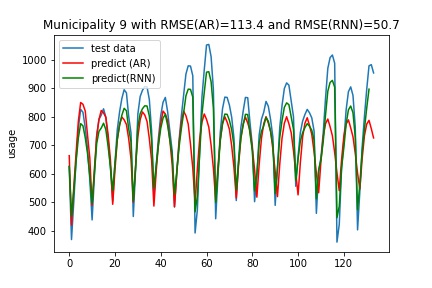 Municipality 9 with RMSE(AR)=113.4 and RMSE(RNN)=50.7
test data
predict (AR)
predict(RNN)
usage
1000
900
800
700
600
500
400
0 20 40 60 80 100 120